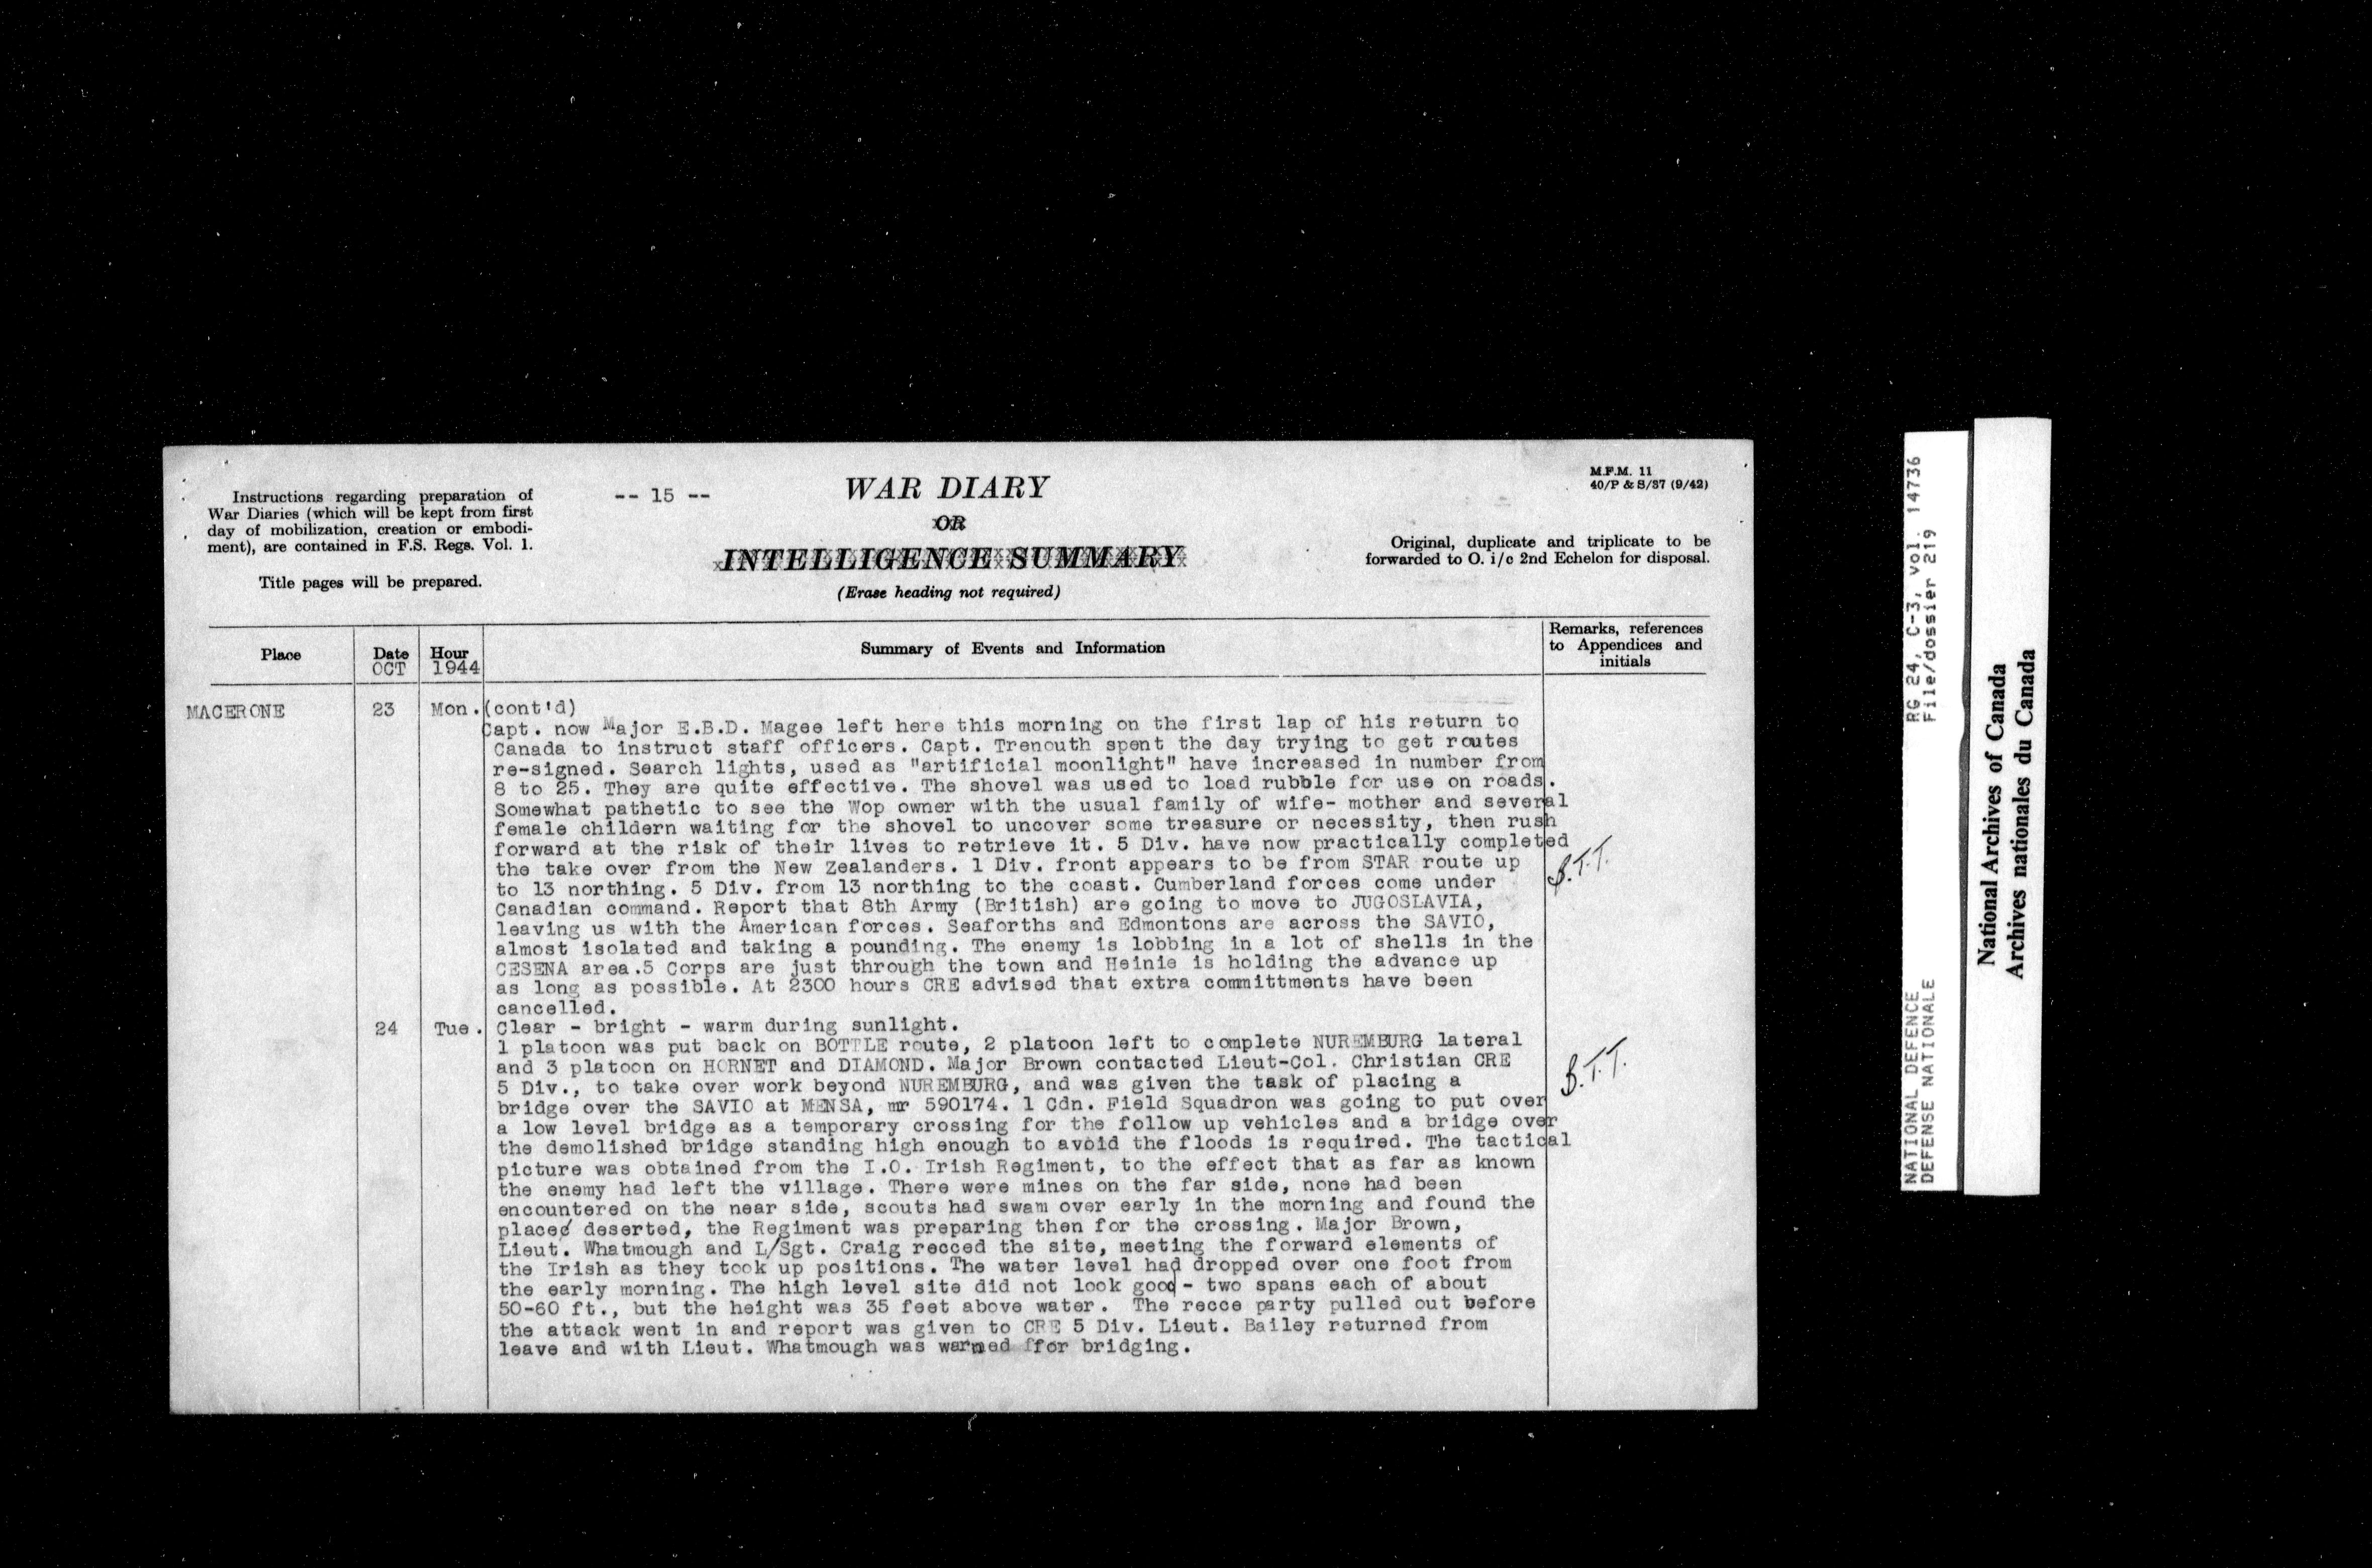 Instructions regarding preparation of
War Diaries (which will be kept from first
day of mobilization, creation or embodi-
ment), are contained in F.S. Regs. Vol. 1.
Title pages will be prepared.
-- 15 --
WAR DIARY
OR
INTELLIGENCE SUMMARY
(Erase heading not required)
M.F.M. 11
40/P & S/37 (9/42)
Original, duplicate and triplicate to be
forwarded to O. i/c 2nd Echelon for disposal.
Place
Date
OCT
Hour
1944
Summary of Events and Information
Remarks, references
to Appendices and
initials
MACERONE 23 Mon. (cont'd)
Capt. now Major E.B.D. Magee left here this morning on the first lap of his return to
Canada to instruct staff officers. Capt. Trenouth spent the day trying to get routes
re-signed. Search lights, used as "artificial moonlight" have increased in number from
8 to 25. They are quite effective. The shovel was used to load rubble for use on roads.
Somewhat pathetic to see the Wop owner with the usual family of wife- mother and several
female childern waiting for the shovel to uncover some treasure or necessity, then rush
forward at the risk of their lives to retrieve it. 5 Div. have now practically completed
the take over from the New Zealanders. 1 Div. front appears to be from STAR route up
to 13 northing. 5 Div. from 13 northing to the coast. Cumberland forces come under
Canadian command. Report that 8th Army (British) are going to move to JUGOSLAVIA,
leaving us with the American forces. Seaforths and Edmontons are across the SAVIO,
almost isolated and taking a pounding. The enemy is lobbing in a lot of shells in the
CESENA area.5 Corps are just through the town and Heinie is holding the advance up
as long as possible. At 2300 hours CRE advised that extra committments have been
cancelled.
B.T.T.
24 Tue. Clear - bright - warm during sunlight.
1 platoon was put back on BOTTLE route, 2 platoon left to complete NUREMBURG lateral
and 3 platoon on HORNET and DIAMOND. Major Brown contacted Lieut-Col. Christian CRE
5 Div., to take over work beyond NUREMBURG, and was given the task of placing a
bridge over the SAVIO at MENSA, mr 590174. 1 Cdn. Field Squadron was going to put over
a low level bridge as a temporary crossing for the follow up vehicles and a bridge over
the demolished bridge standing high enough to avoid the floods is required. The tactical
picture was obtained from the I.O. Irish Regiment, to the effect that as far as known
the enemy had left the village. There were mines on the far side, none had been
encountered on the near side, scouts had swam over early in the morning and found the
placed deserted, the Regiment was preparing then for the crossing. Major Brown,
Lieut. Whatmough and L/Sgt. Craig recced the site, meeting the forward elements of
the Irish as they took up positions. The water level had dropped over one foot from
the early morning. The high level site did not look good - two spans each of about
50-60 ft., but the height was 35 feet above water. The recce party pulled out before
the attack went in and report was given to CRE 5 Div. Lieut. Bailey returned from
leave and with Lieut. Whatmough was warned ffor bridging.
B.T.T.
NATIONAL DEFENCE RG 24, C-3, vol. 14736
DEFENSE NATIONALE File/dossier 219
National Archives of Canada
Archives nationales du Canada